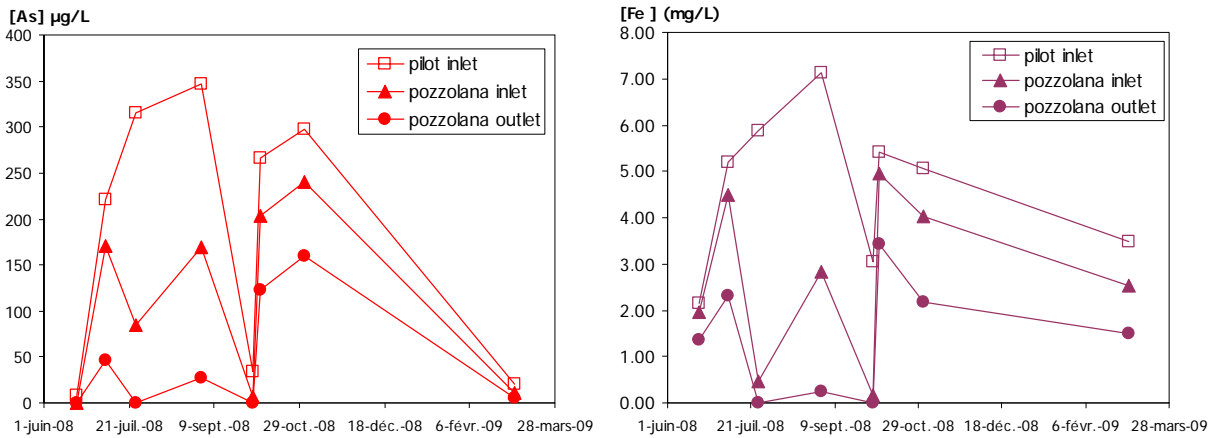 [As] µg/L
400
350
300
250
200
150
100
50
0
1-juin-08 21-juil.-08 9-sept.-08 29-oct.-08 18-déc.-08 6-févr.-09 28-mars-09
pilot inlet
pozzolana inlet
pozzolana outlet
[Fe ] (mg/L)
8.00
7.00
6.00
5.00
4.00
3.00
2.00
1.00
0.00
1-juin-08 21-juil.-08 9-sept.-08 29-oct.-08 18-déc.-08 6-févr.-09 28-mars-09
pilot inlet
pozzolana inlet
pozzolana outlet